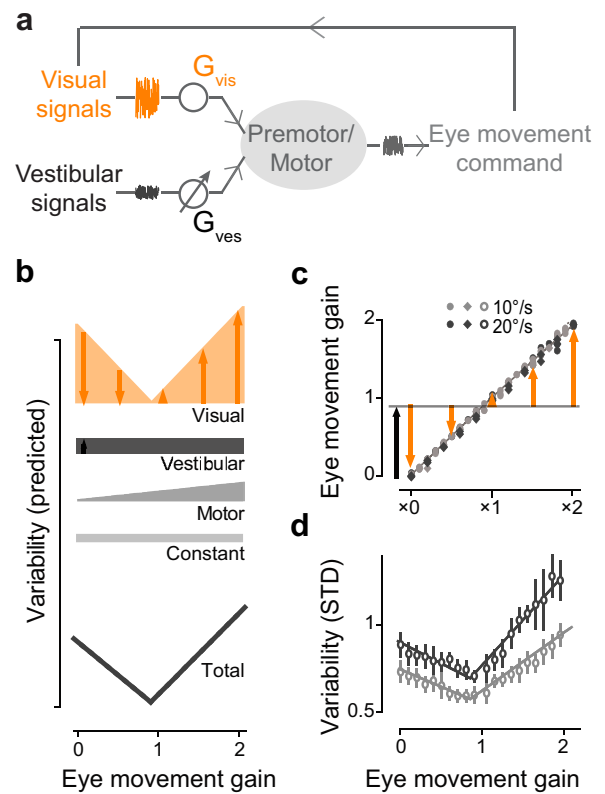 a
Visual
signals
Gvis
Premotor/
Motor
Eye movement
command
Vestibular
signals
Gves
b
Variability (predicted)
Visual
Vestibular
Motor
Constant
Total
0 1 2
Eye movement gain
c
10°/s
20°/s
Eye movement gain
2
1
0
×0 ×1 ×2
d
Variability (STD)
1
0.5
0 1 2
Eye movement gain